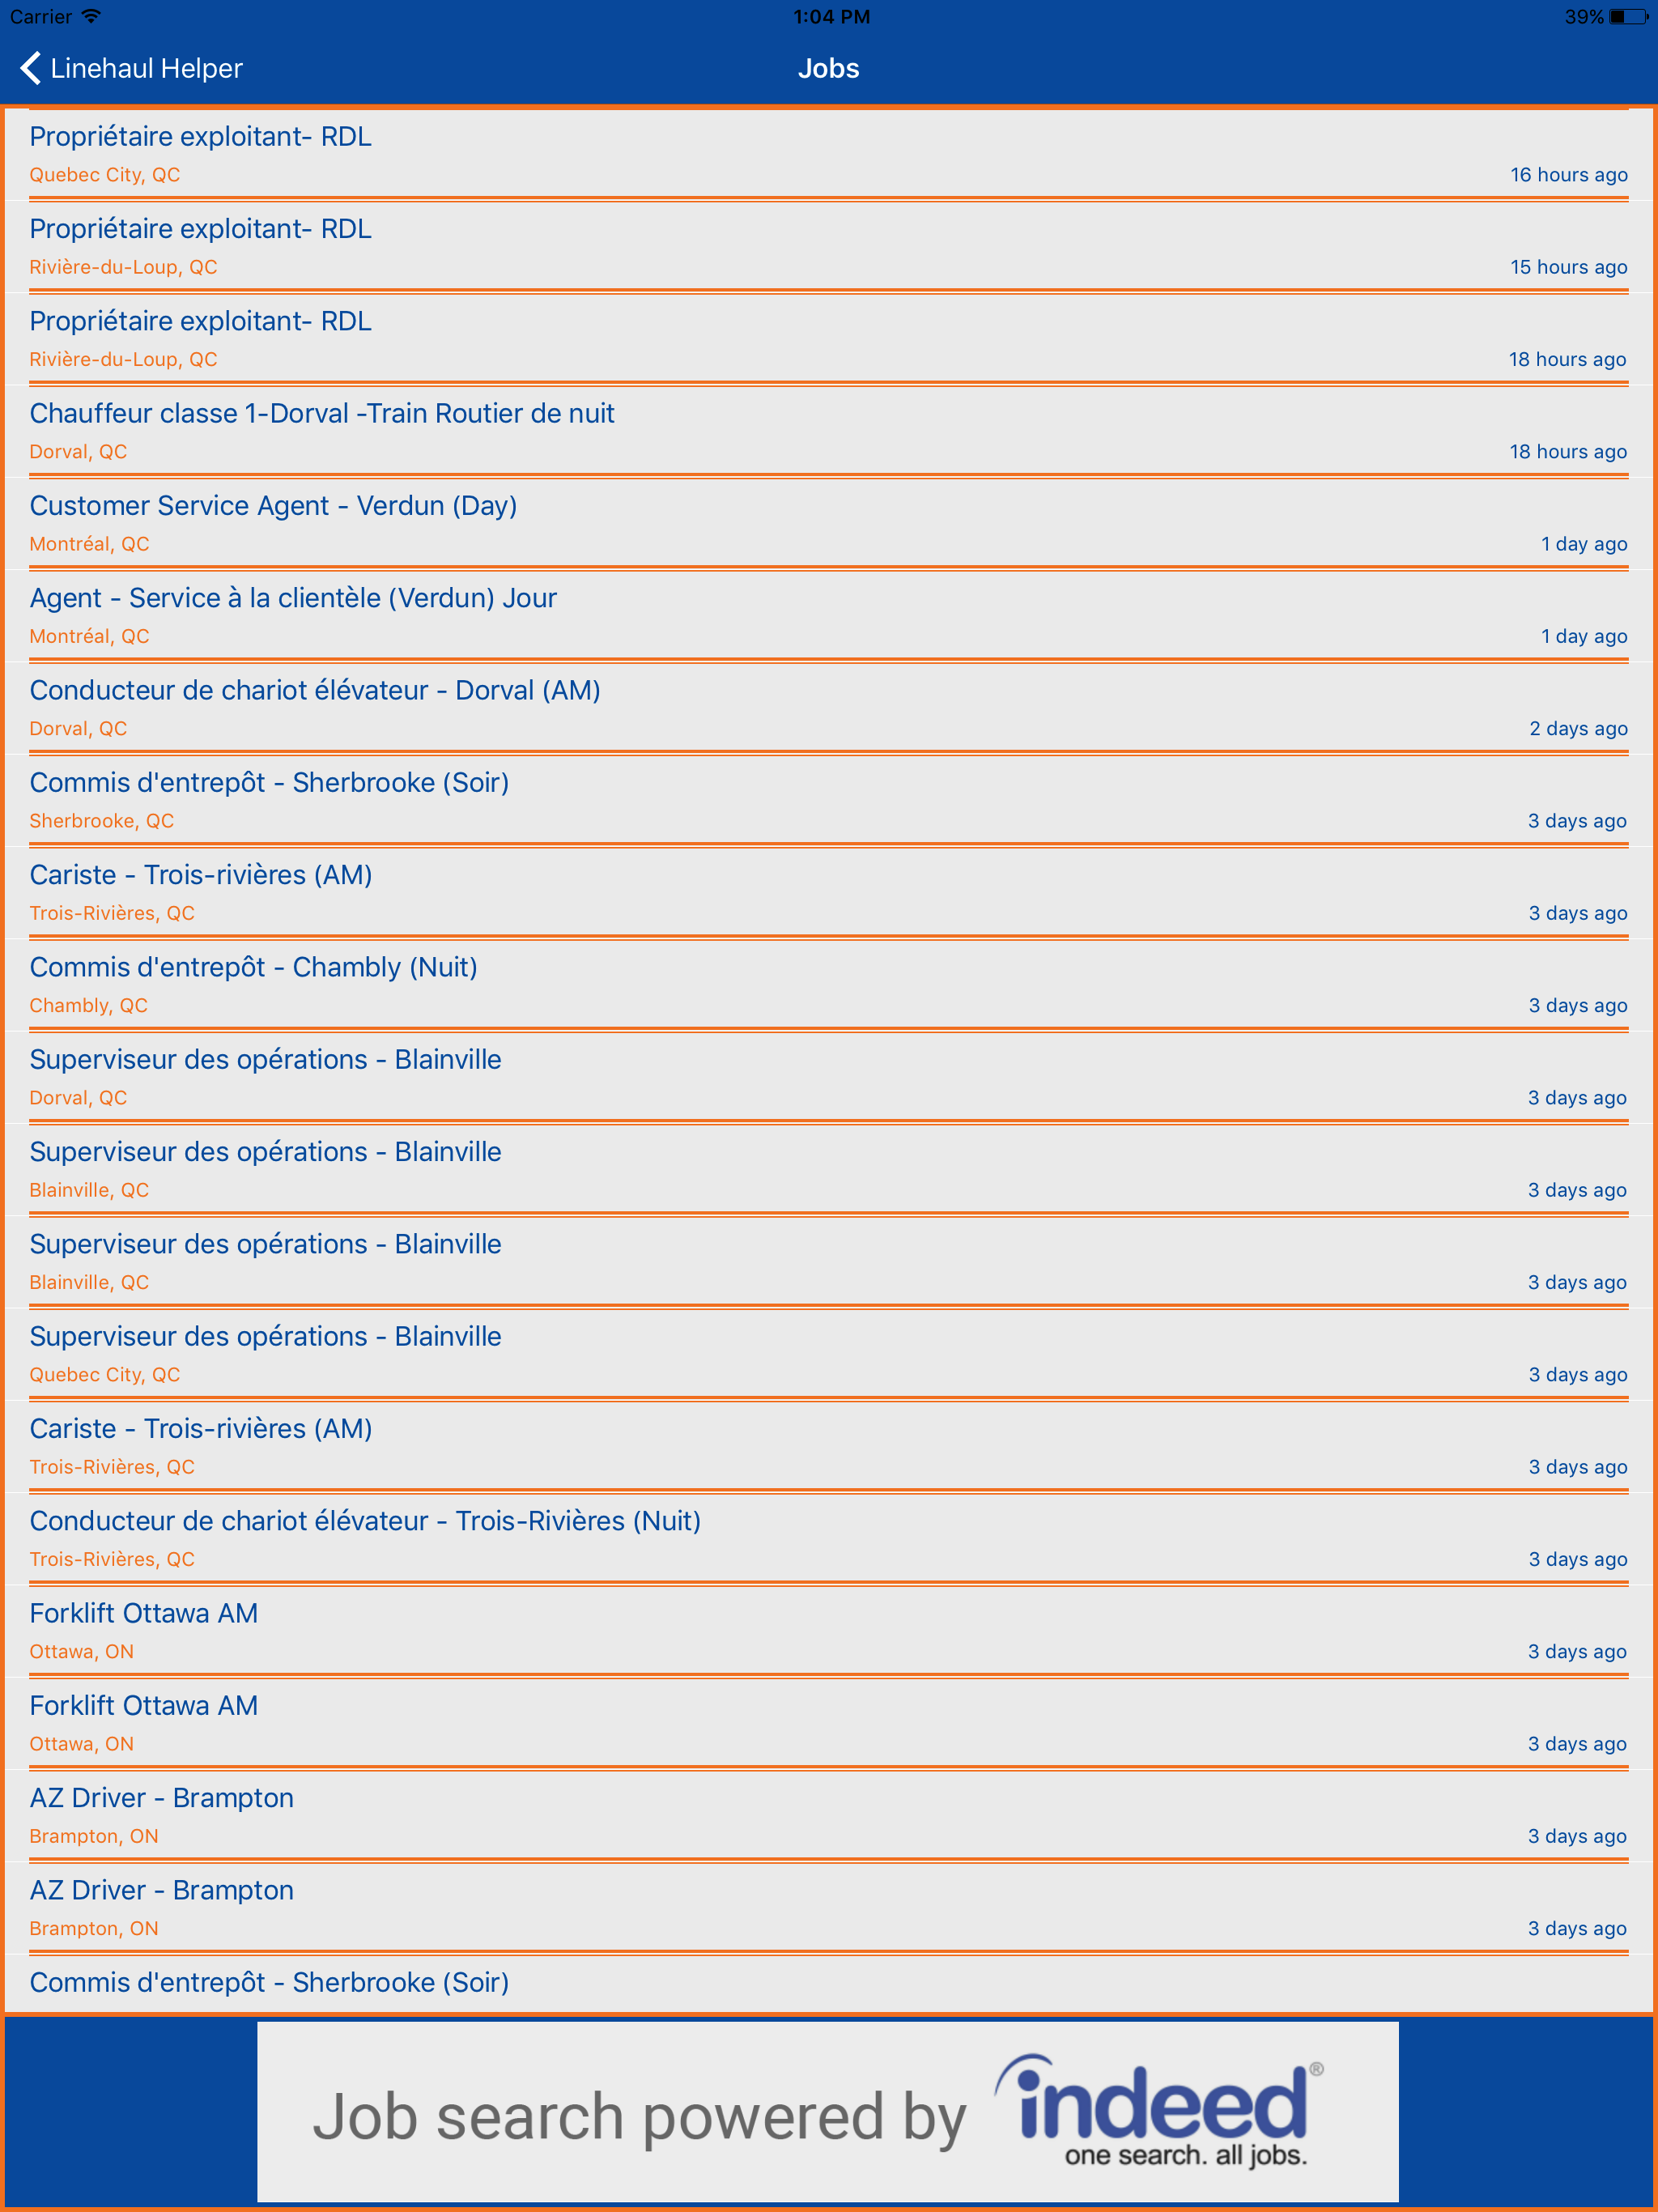 Carrier 1:04 PM 39%
Linehaul Helper Jobs
Propriétaire exploitant- RDL
Quebec City, QC 16 hours ago
Propriétaire exploitant- RDL
Rivière-du-Loup, QC 15 hours ago
Propriétaire exploitant- RDL
Rivière-du-Loup, QC 18 hours ago
Chauffeur classe 1-Dorval -Train Routier de nuit
Dorval, QC 18 hours ago
Customer Service Agent - Verdun (Day)
Montréal, QC 1 day ago
Agent - Service à la clientèle (Verdun) Jour
Montréal, QC 1 day ago
Conducteur de chariot élévateur - Dorval (AM)
Dorval, QC 2 days ago
Commis d'entrepôt - Sherbrooke (Soir)
Sherbrooke, QC 3 days ago
Cariste - Trois-rivières (AM)
Trois-Rivières, QC 3 days ago
Commis d'entrepôt - Chambly (Nuit)
Chambly, QC 3 days ago
Superviseur des opérations - Blainville
Dorval, QC 3 days ago
Superviseur des opérations - Blainville
Blainville, QC 3 days ago
Superviseur des opérations - Blainville
Blainville, QC 3 days ago
Superviseur des opérations - Blainville
Quebec City, QC 3 days ago
Cariste - Trois-rivières (AM)
Trois-Rivières, QC 3 days ago
Conducteur de chariot élévateur - Trois-Rivières (Nuit)
Trois-Rivières, QC 3 days ago
Forklift Ottawa AM
Ottawa, ON 3 days ago
Forklift Ottawa AM
Ottawa, ON 3 days ago
AZ Driver - Brampton
Brampton, ON 3 days ago
AZ Driver - Brampton
Brampton, ON 3 days ago
Commis d'entrepôt - Sherbrooke (Soir)
Job search powered by indeed®
one search. all jobs.